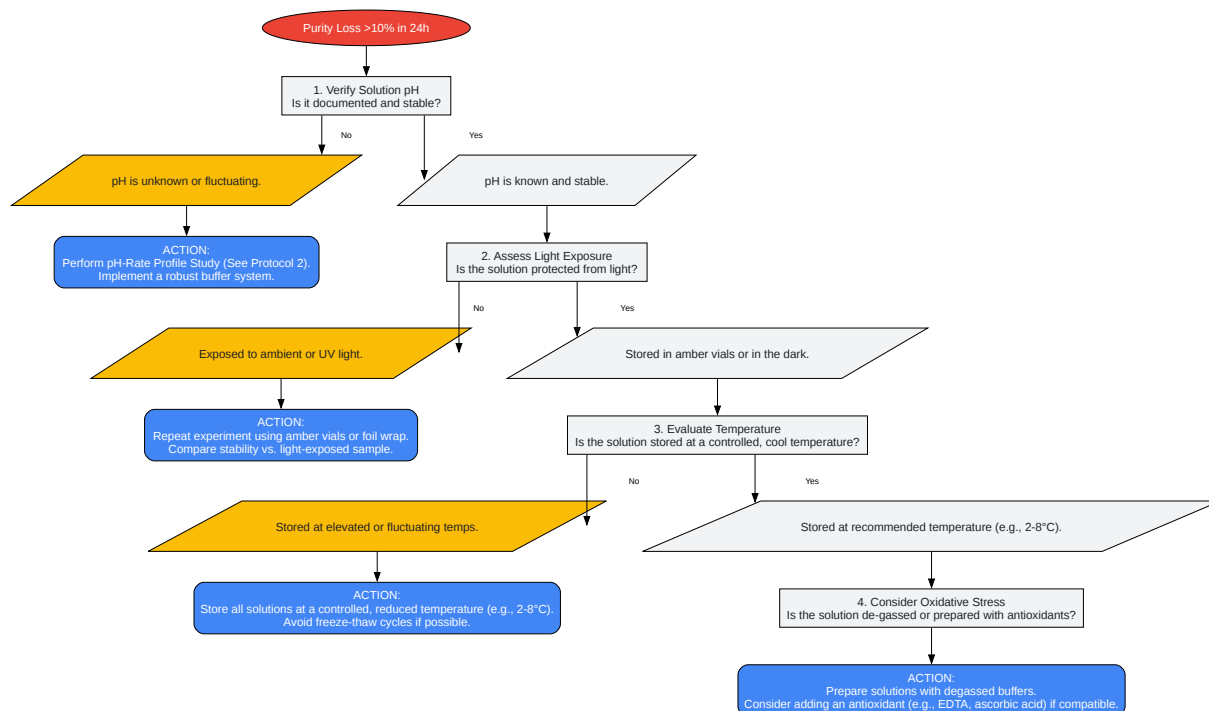 Purity Loss >10% in 24h
1. Verify Solution pH
Is it documented and stable?
No
Yes
pH is unknown or fluctuating.
pH is known and stable.
ACTION:
Perform pH-Rate Profile Study (See Protocol 2).
Implement a robust buffer system.
2. Assess Light Exposure
Is the solution protected from light?
No
Yes
Exposed to ambient or UV light.
Stored in amber vials or in the dark.
ACTION:
Repeat experiment using amber vials or foil wrap.
Compare stability vs. light-exposed sample.
3. Evaluate Temperature
Is the solution stored at a controlled, cool temperature?
No
Yes
Stored at elevated or fluctuating temps.
Stored at recommended temperature (e.g., 2-8°C).
ACTION:
Store all solutions at a controlled, reduced temperature (e.g., 2-8°C).
Avoid freeze-thaw cycles if possible.
4. Consider Oxidative Stress
Is the solution de-gassed or prepared with antioxidants?
ACTION:
Prepare solutions with degassed buffers.
Consider adding an antioxidant (e.g., EDTA, ascorbic acid) if compatible.